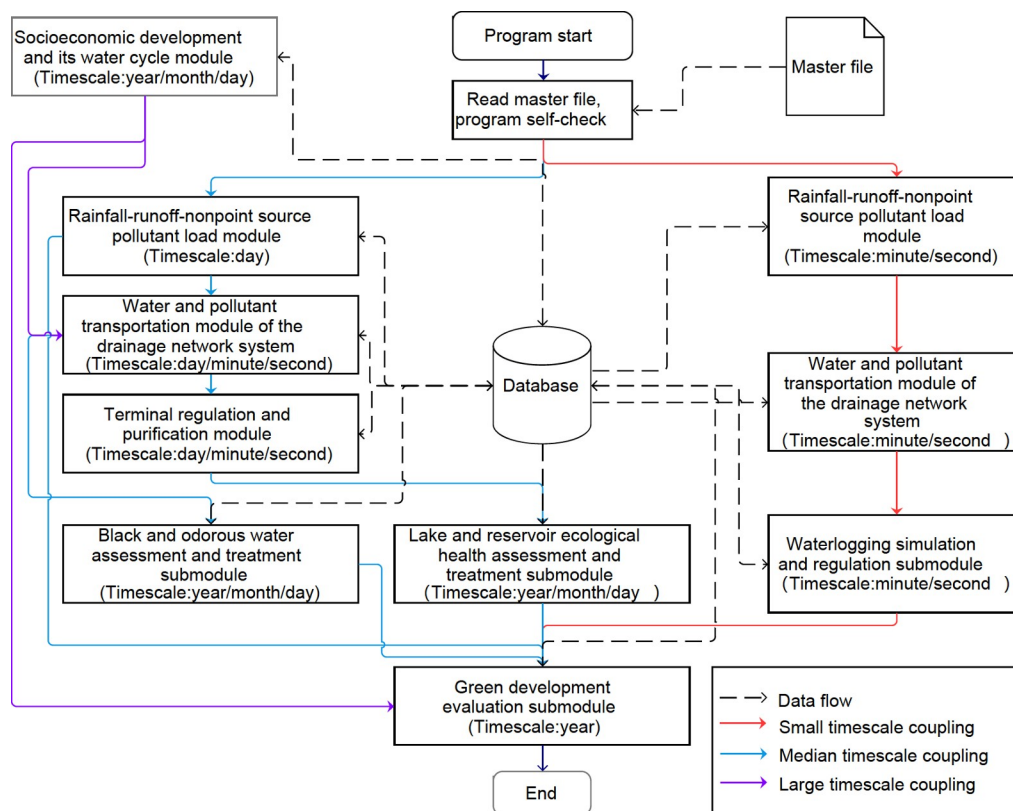 Socioeconomic development
and its water cycle module
(Timescale:year/month/day)
Program start
Master file
Read master file,
program self-check
Rainfall-runoff-nonpoint source
pollutant load module
(Timescale:day)
Rainfall-runoff-nonpoint
source pollutant load
module
(Timescale:minute/second)
Water and pollutant
transportation module of the
drainage network system
(Timescale:day/minute/second)
Database
Water and pollutant
transportation module of
the drainage network
system
(Timescale:minute/second )
Terminal regulation and
purification module
(Timescale:day/minute/second)
Black and odorous water
assessment and treatment
submodule
(Timescale:year/month/day)
Lake and reservoir ecological
health assessment and
treatment submodule
(Timescale:year/month/day )
Waterlogging simulation
and regulation submodule
(Timescale:minute/second )
Green development
evaluation submodule
(Timescale:year)
End
Data flow
Small timescale coupling
Median timescale coupling
Large timescale coupling